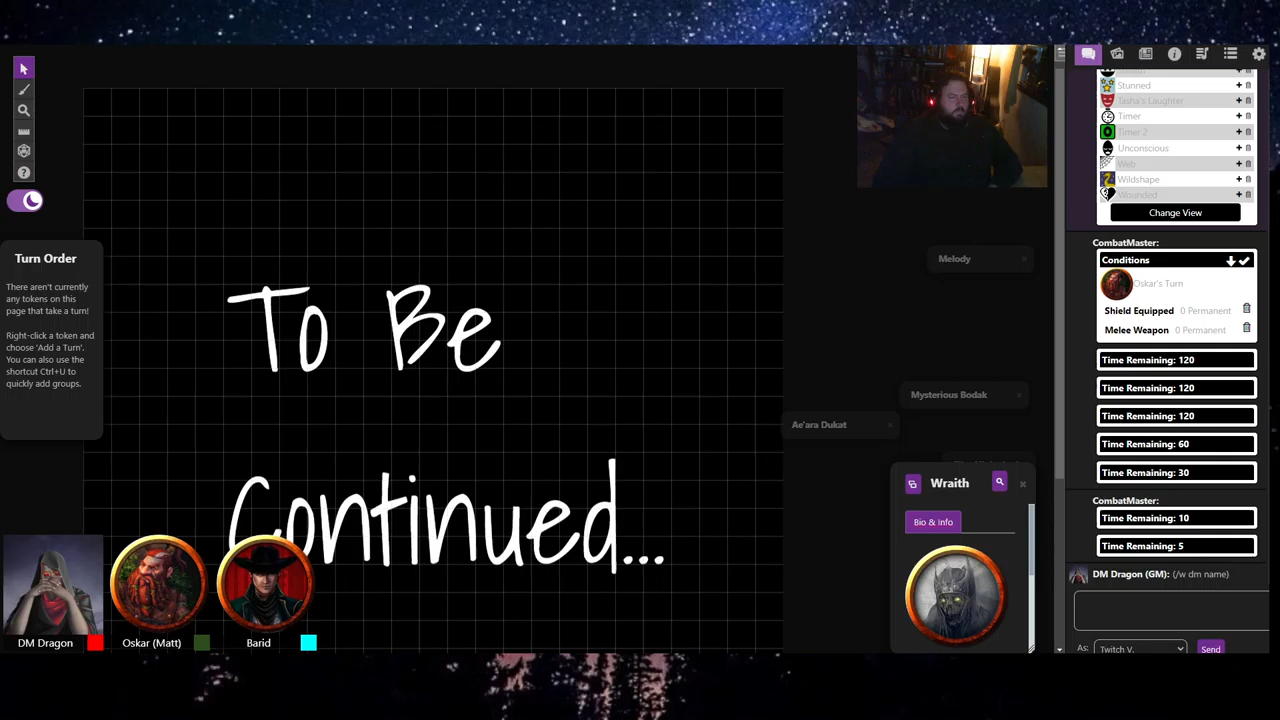 Stunned
Tasha's Laughter
Timer
Timer 2
Unconscious
Web
Wildshape
Wounded
Change View
CombatMaster:
Conditions
Oskar's Turn
Shield Equipped 0 Permanent
Melee Weapon 0 Permanent
Time Remaining: 120
Time Remaining: 120
Time Remaining: 120
Time Remaining: 60
Time Remaining: 30
CombatMaster:
Time Remaining: 10
Time Remaining: 5
DM Dragon (GM): (/w dm name)
As: Twitch V.
Send
Turn Order
There aren't currently
any tokens on this
page that take a turn!
Right-click a token and
choose 'Add a Turn'.
You can also use the
shortcut Ctrl+U to
quickly add groups.
To Be
Continued...
Melody
Mysterious Bodak
Ae'ara Dukat
Wraith
Bio & Info
DM Dragon
Oskar (Matt)
Barid